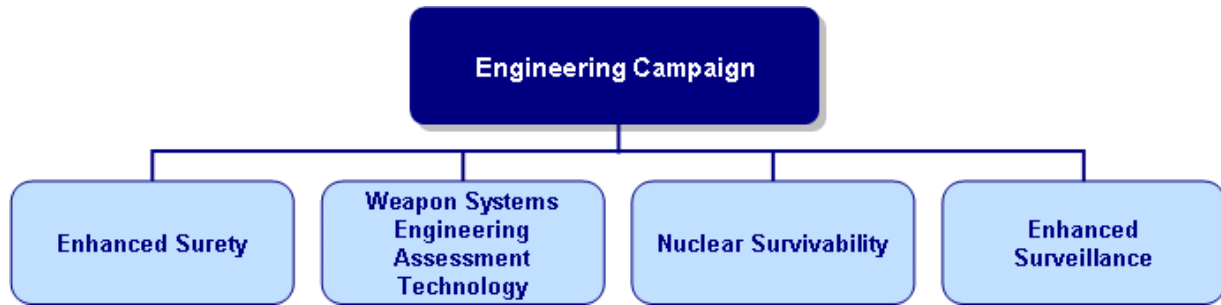 Engineering Campaign
Enhanced Surety
Weapon Systems
Engineering
Assessment
Technology
Nuclear Survivability
Enhanced
Surveillance